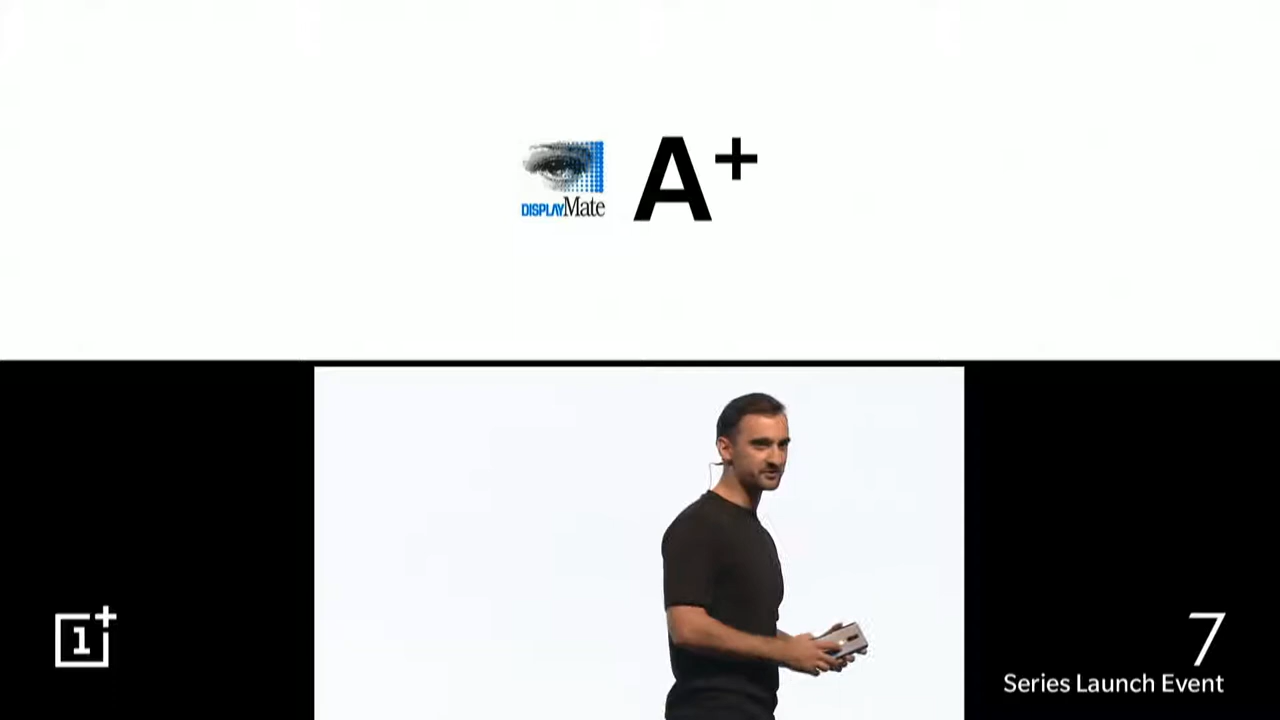 DISPLAYMate
A+
1+
7
Series Launch Event